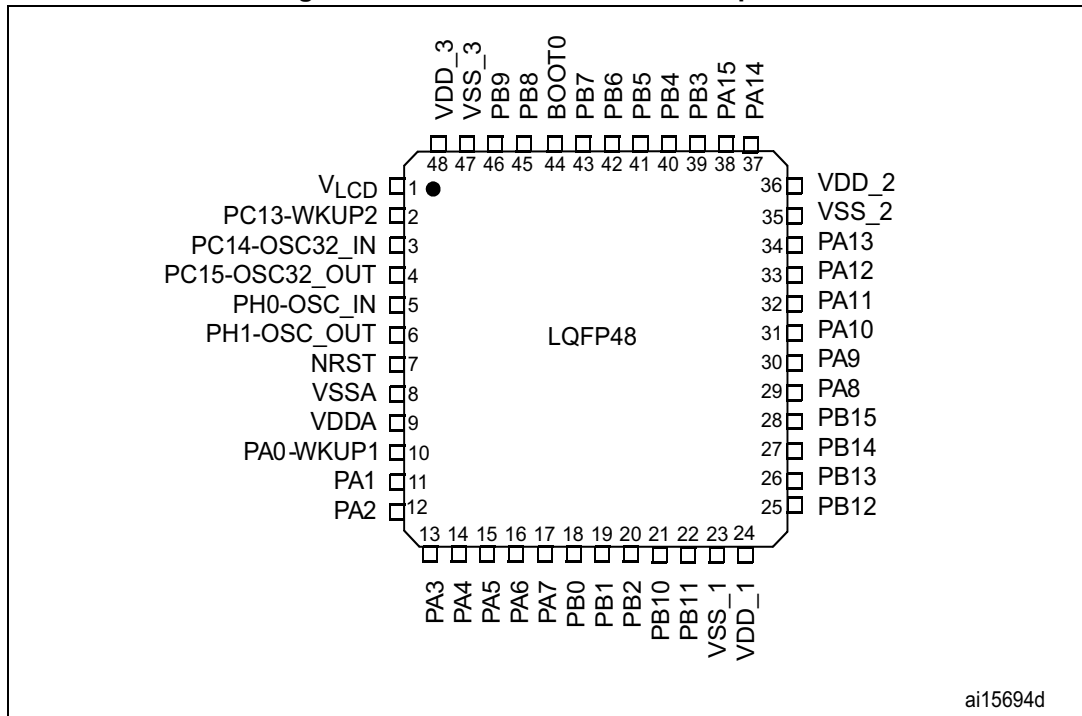 VDD_3
VSS_3
PB9
PB8
BOOT0
PB7
PB6
PB5
PB4
PB3
PA15
PA14
48 47 46 45 44 43 42 41 40 39 38 37
VLCD 1
PC13-WKUP2 2
PC14-OSC32_IN 3
PC15-OSC32_OUT 4
PH0-OSC_IN 5
PH1-OSC_OUT 6
NRST 7
VSSA 8
VDDA 9
PA0-WKUP1 10
PA1 11
PA2 12
LQFP48
36 VDD_2
35 VSS_2
34 PA13
33 PA12
32 PA11
31 PA10
30 PA9
29 PA8
28 PB15
27 PB14
26 PB13
25 PB12
13 14 15 16 17 18 19 20 21 22 23 24
PA3
PA4
PA5
PA6
PA7
PB0
PB1
PB2
PB10
PB11
VSS_1
VDD_1
ai15694d